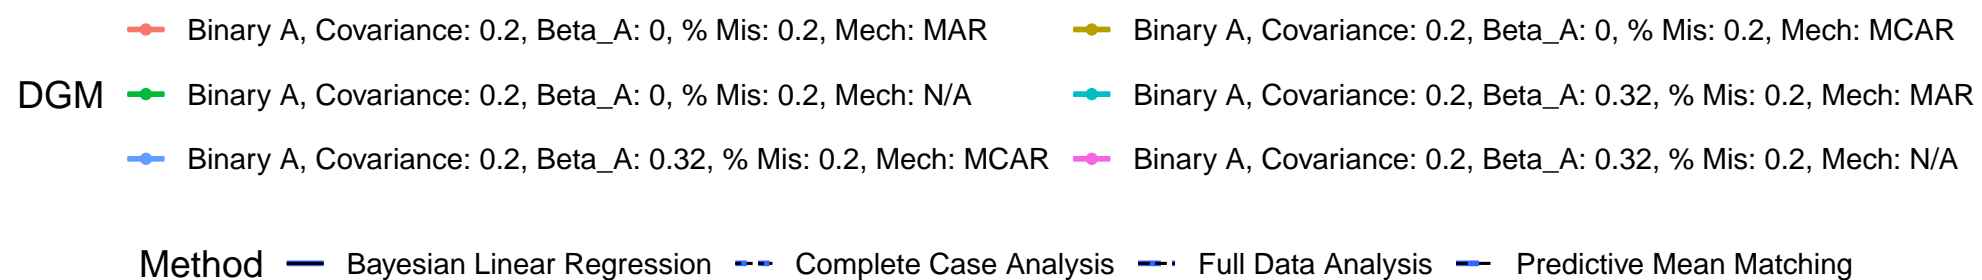 Binary A, Covariance: 0.2, Beta_A: 0, % Mis: 0.2, Mech: MAR Binary A, Covariance: 0.2, Beta_A: 0, % Mis: 0.2, Mech: MCAR
DGM Binary A, Covariance: 0.2, Beta_A: 0, % Mis: 0.2, Mech: N/A Binary A, Covariance: 0.2, Beta_A: 0.32, % Mis: 0.2, Mech: MAR
Binary A, Covariance: 0.2, Beta_A: 0.32, % Mis: 0.2, Mech: MCAR Binary A, Covariance: 0.2, Beta_A: 0.32, % Mis: 0.2, Mech: N/A
Method Bayesian Linear Regression Complete Case Analysis Full Data Analysis Predictive Mean Matching